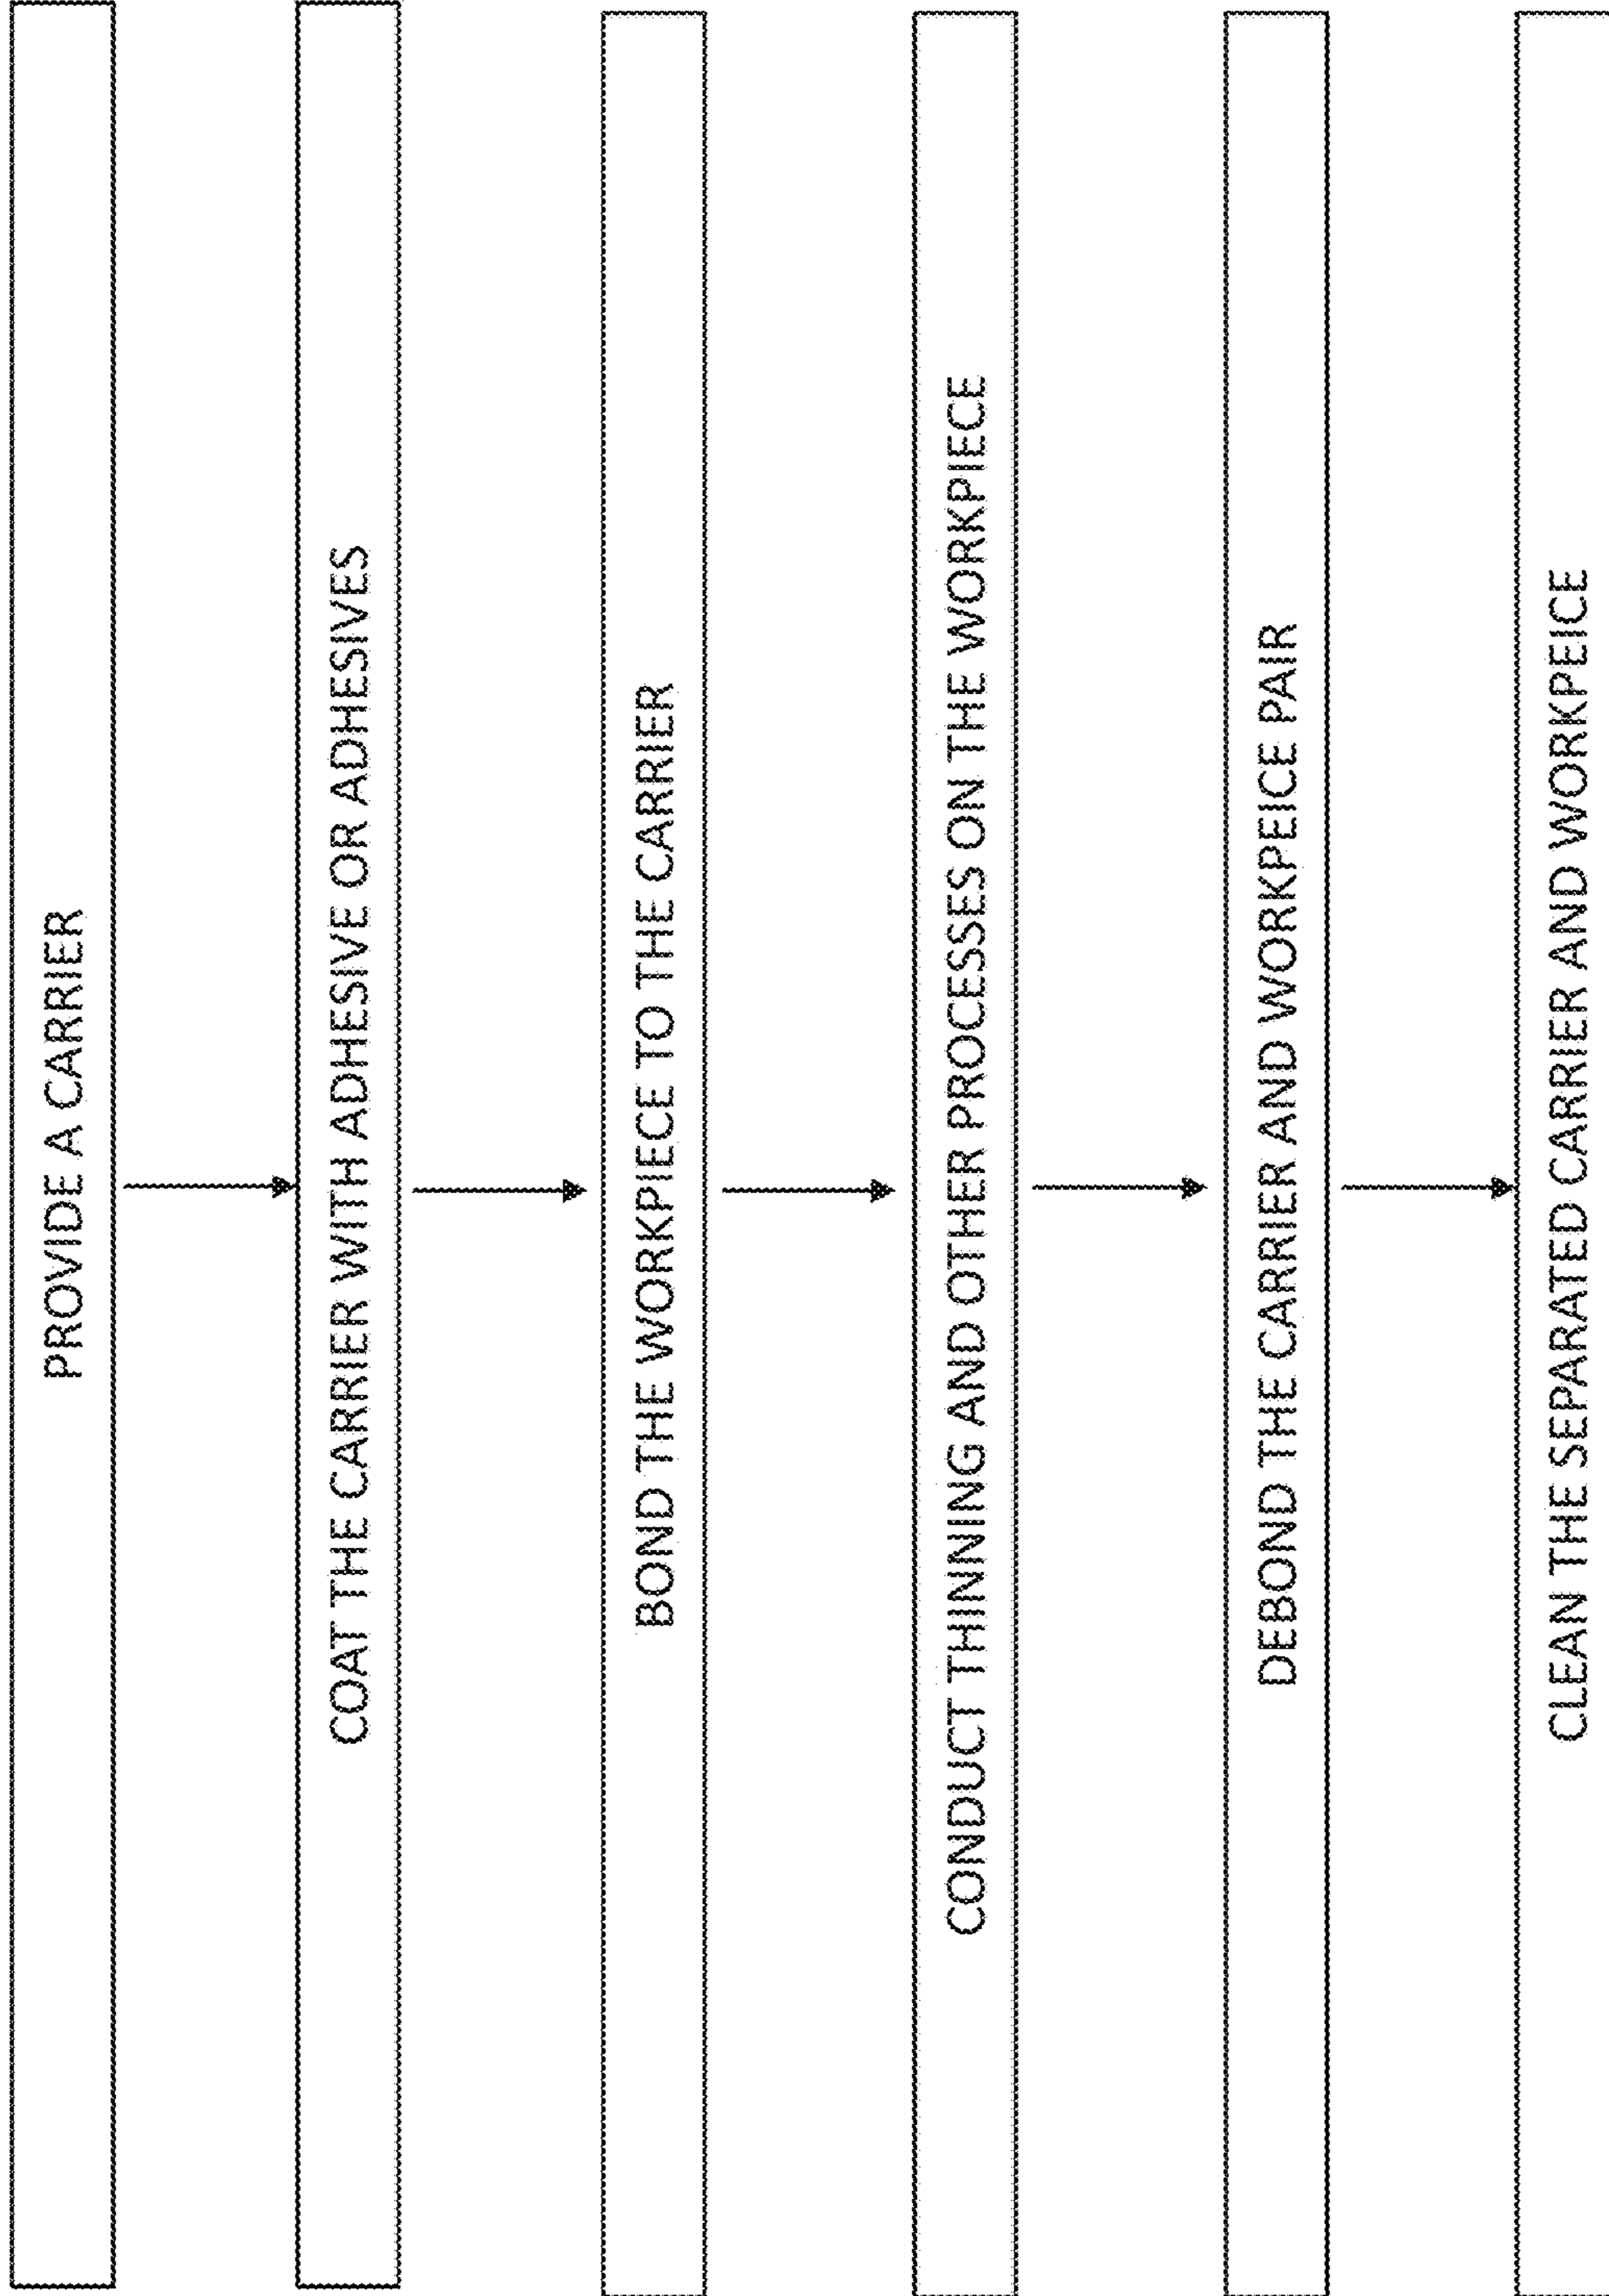 PROVIDE A CARRIER
COAT THE CARRIER WITH ADHESIVE OR ADHESIVES
BOND THE WORKPIECE TO THE CARRIER
CONDUCT THINNING AND OTHER PROCESSES ON THE WORKPIECE
DEBOND THE CARRIER AND WORKPEICE PAIR
CLEAN THE SEPARATED CARRIER AND WORKPEICE